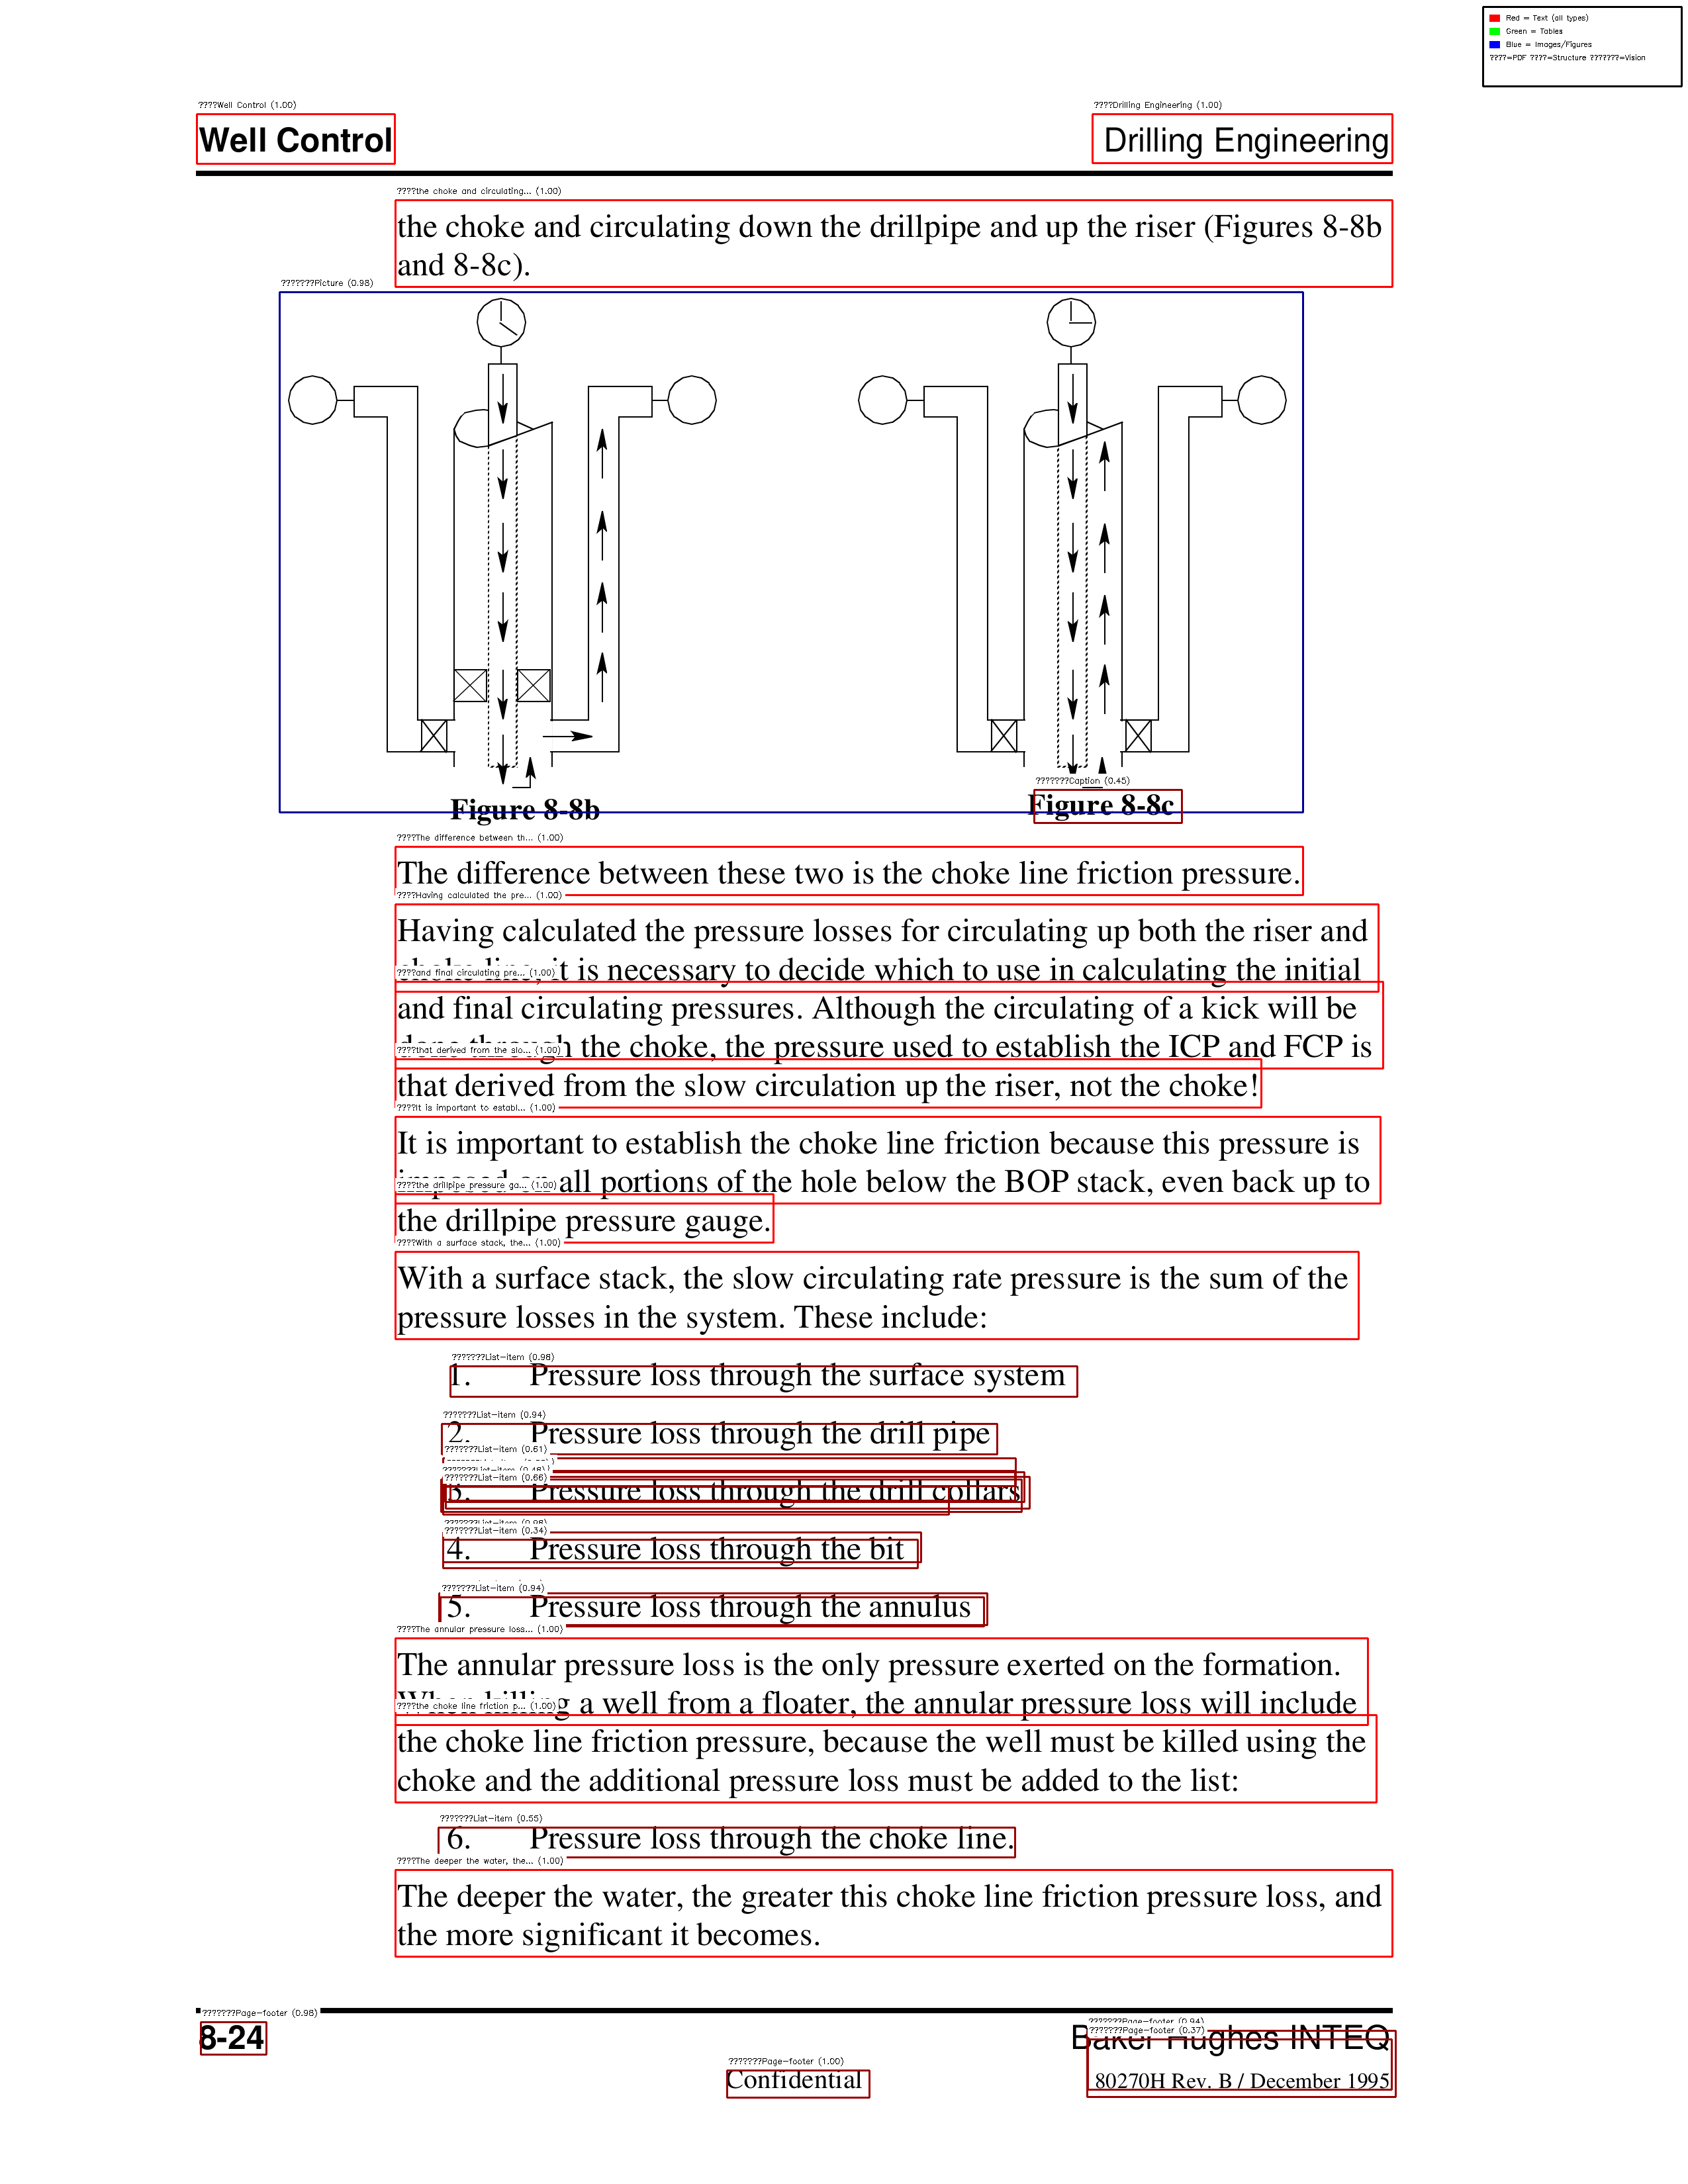 Red = Text (all types)
Green = Tables
Blue = Images/Figures
????=PDF ????=Structure ???????=Vision
????Well Control (1.00)
????Drilling Engineering (1.00)
Well Control
Drilling Engineering
????the choke and circulating... (1.00)
the choke and circulating down the drillpipe and up the riser (Figures 8-8b
and 8-8c).
???????Picture (0.98)
???????Caption (0.45)
Figure 8-8b
Figure 8-8c
????The difference between th... (1.00)
The difference between these two is the choke line friction pressure.
????Having calculated the pre... (1.00)
Having calculated the pressure losses for circulating up both the riser and
choke line, it is necessary to decide which to use in calculating the initial
????and final circulating pre... (1.00)
and final circulating pressures. Although the circulating of a kick will be
done through the choke, the pressure used to establish the ICP and FCP is
????that derived from the slo... (1.00)
that derived from the slow circulation up the riser, not the choke!
????It is important to establ... (1.00)
It is important to establish the choke line friction because this pressure is
imposed on all portions of the hole below the BOP stack, even back up to
????the drillpipe pressure ga... (1.00)
the drillpipe pressure gauge.
????With a surface stack, the... (1.00)
With a surface stack, the slow circulating rate pressure is the sum of the
pressure losses in the system. These include:
???????List-item (0.98)
1. Pressure loss through the surface system
???????List-item (0.94)
2. Pressure loss through the drill pipe
???????List-item (0.61)
???????List-item (0.66)
3. Pressure loss through the drill collars
???????List-item (0.34)
4. Pressure loss through the bit
???????List-item (0.94)
5. Pressure loss through the annulus
????The annular pressure loss... (1.00)
The annular pressure loss is the only pressure exerted on the formation.
When killing a well from a floater, the annular pressure loss will include
????the choke line friction p... (1.00)
the choke line friction pressure, because the well must be killed using the
choke and the additional pressure loss must be added to the list:
???????List-item (0.55)
6. Pressure loss through the choke line.
????The deeper the water, the... (1.00)
The deeper the water, the greater this choke line friction pressure loss, and
the more significant it becomes.
???????Page-footer (0.98)
8-24
???????Page-footer (0.94)
???????Page-footer (0.37)
Baker Hughes INTEQ
???????Page-footer (1.00)
Confidential
80270H Rev. B / December 1995